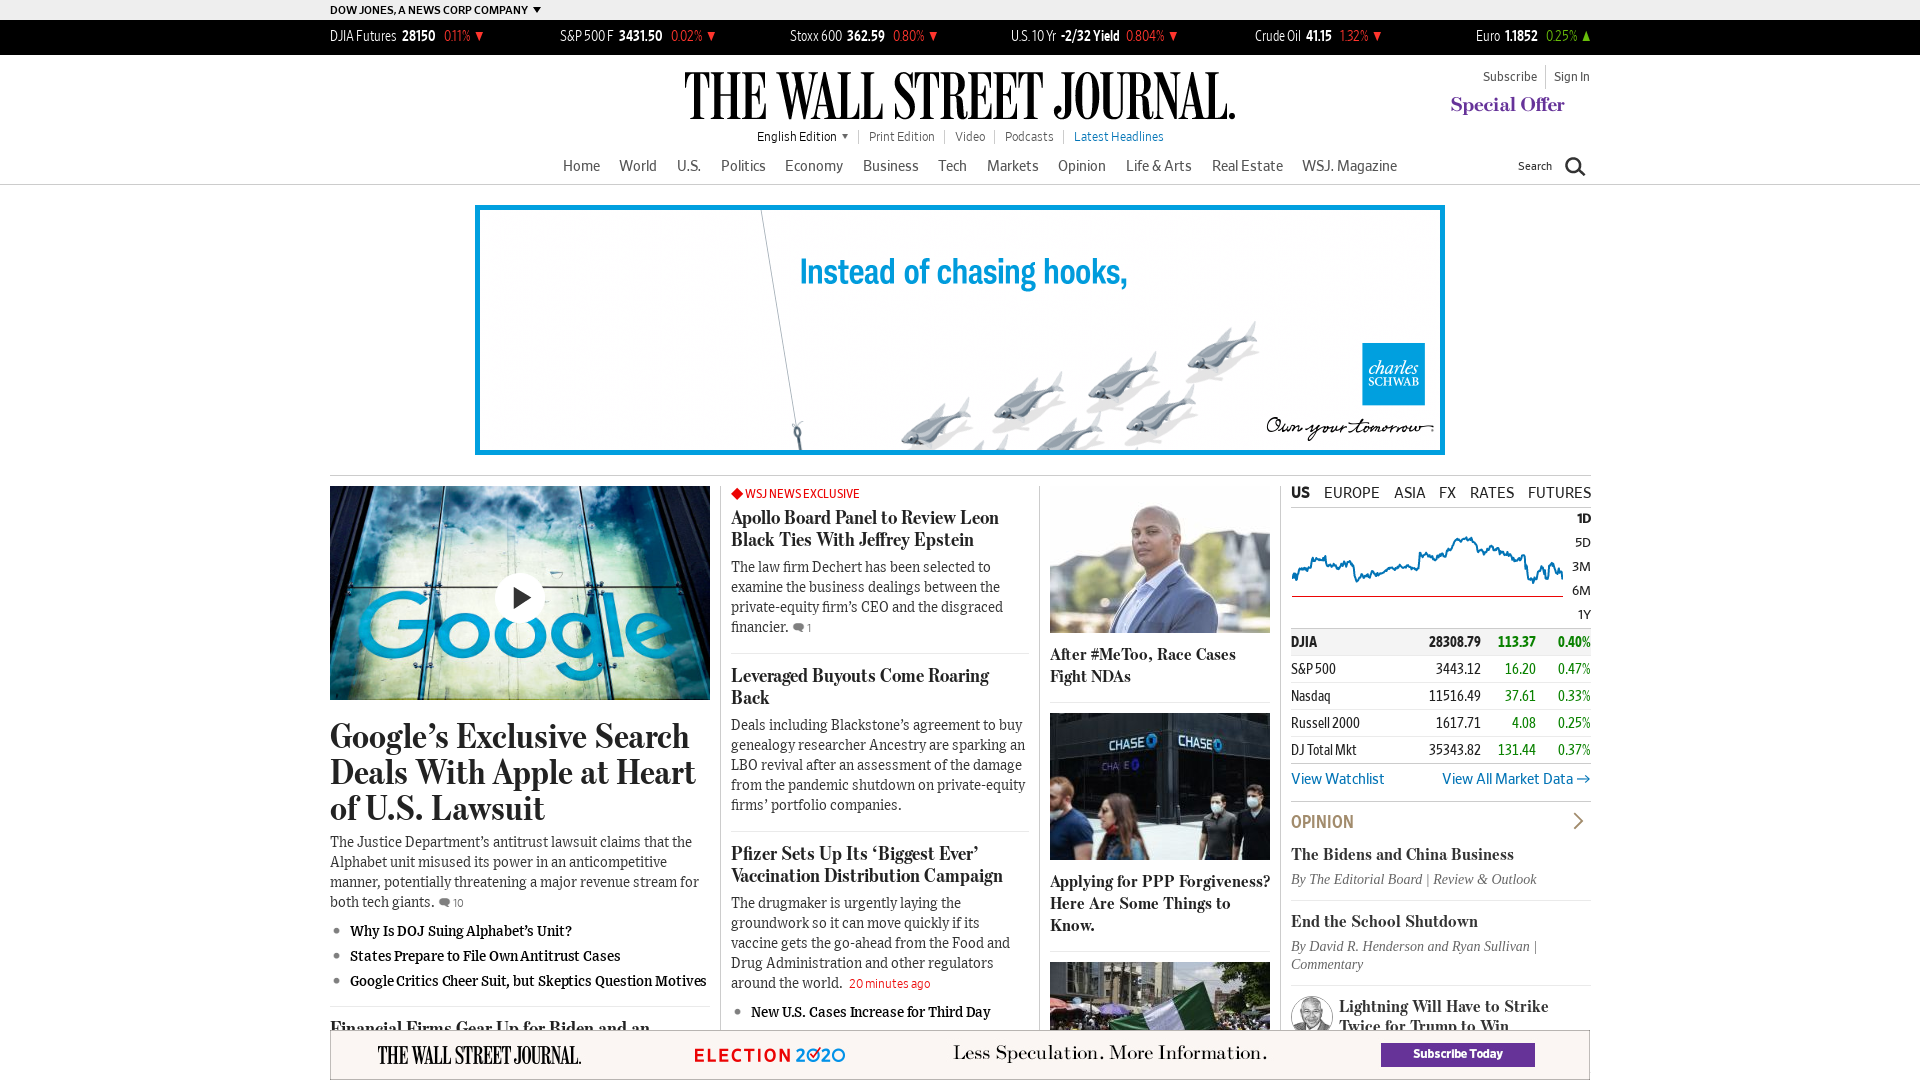 DOW JONES, A NEWS CORP COMPANY
DJIA Futures 28150 0.11%
S&P 500 F 3431.50 0.02%
Stoxx 600 362.59 0.80%
U.S. 10 Yr -2/32 Yield 0.804%
Crude Oil 41.15 1.32%
Euro 1.1852 0.25%
THE WALL STREET JOURNAL.
Subscribe
Sign In
Special Offer
English Edition
Print Edition
Video
Podcasts
Latest Headlines
Home World U.S. Politics Economy Business Tech Markets Opinion Life & Arts Real Estate WSJ. Magazine
Search
Instead of chasing hooks,
charles
SCHWAB
Own your tomorrow
Google
Google's Exclusive Search
Deals With Apple at Heart
of U.S. Lawsuit
The Justice Department's antitrust lawsuit claims that the
Alphabet unit misused its power in an anticompetitive
manner, potentially threatening a major revenue stream for
both tech giants. 10
Why Is DOJ Suing Alphabet's Unit?
States Prepare to File Own Antitrust Cases
Google Critics Cheer Suit, but Skeptics Question Motives
Financial Firms Gear Up for Biden and an
WSJ NEWS EXCLUSIVE
Apollo Board Panel to Review Leon
Black Ties With Jeffrey Epstein
The law firm Dechert has been selected to
examine the business dealings between the
private-equity firm's CEO and the disgraced
financier. 1
Leveraged Buyouts Come Roaring
Back
Deals including Blackstone's agreement to buy
genealogy researcher Ancestry are sparking an
LBO revival after an assessment of the damage
from the pandemic shutdown on private-equity
firms' portfolio companies.
Pfizer Sets Up Its 'Biggest Ever'
Vaccination Distribution Campaign
The drugmaker is urgently laying the
groundwork so it can move quickly if its
vaccine gets the go-ahead from the Food and
Drug Administration and other regulators
around the world. 20 minutes ago
New U.S. Cases Increase for Third Day
After #MeToo, Race Cases
Fight NDAs
CHASE
CHASE
Applying for PPP Forgiveness?
Here Are Some Things to
Know.
US EUROPE ASIA FX RATES FUTURES
1D
5D
3M
6M
1Y
DJIA 28308.79 113.37 0.40%
S&P 500 3443.12 16.20 0.47%
Nasdaq 11516.49 37.61 0.33%
Russell 2000 1617.71 4.08 0.25%
DJ Total Mkt 35343.82 131.44 0.37%
View Watchlist
View All Market Data
OPINION
The Bidens and China Business
By The Editorial Board | Review & Outlook
End the School Shutdown
By David R. Henderson and Ryan Sullivan |
Commentary
Lightning Will Have to Strike
Twice for Trump to Win
THE WALL STREET JOURNAL.
ELECTION 2020
Less Speculation. More Information.
Subscribe Today